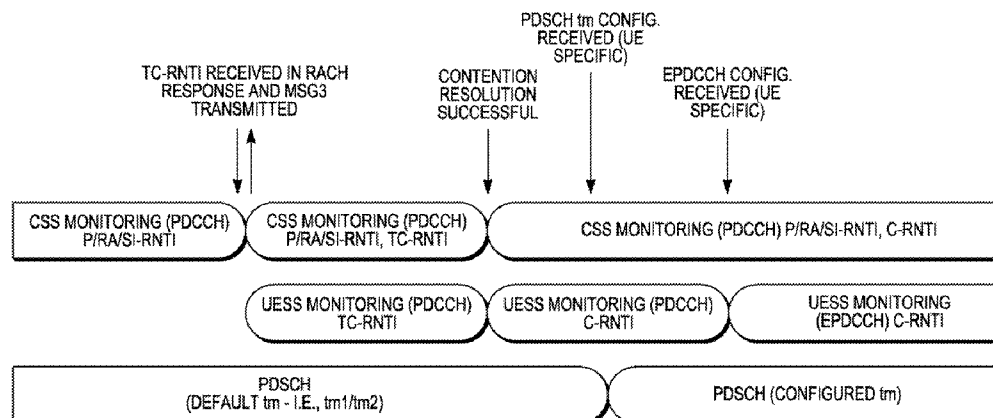 TC-RNTI RECEIVED IN RACH
RESPONSE AND MSG3
TRANSMITTED
CONTENTION
RESOLUTION
SUCCESSFUL
PDSCH tm CONFIG.
RECEIVED (UE
SPECIFIC)
EPDCCH CONFIG.
RECEIVED (UE
SPECIFIC)
CSS MONITORING (PDCCH)
P/RA/SI-RNTI
CSS MONITORING (PDCCH)
P/RA/SI-RNTI, TC-RNTI
CSS MONITORING (PDCCH) P/RA/SI-RNTI, C-RNTI
UESS MONITORING (PDCCH)
TC-RNTI
UESS MONITORING (PDCCH)
C-RNTI
UESS MONITORING
(EPDCCH) C-RNTI
PDSCH
(DEFAULT tm - I.E., tm1/tm2)
PDSCH (CONFIGURED tm)